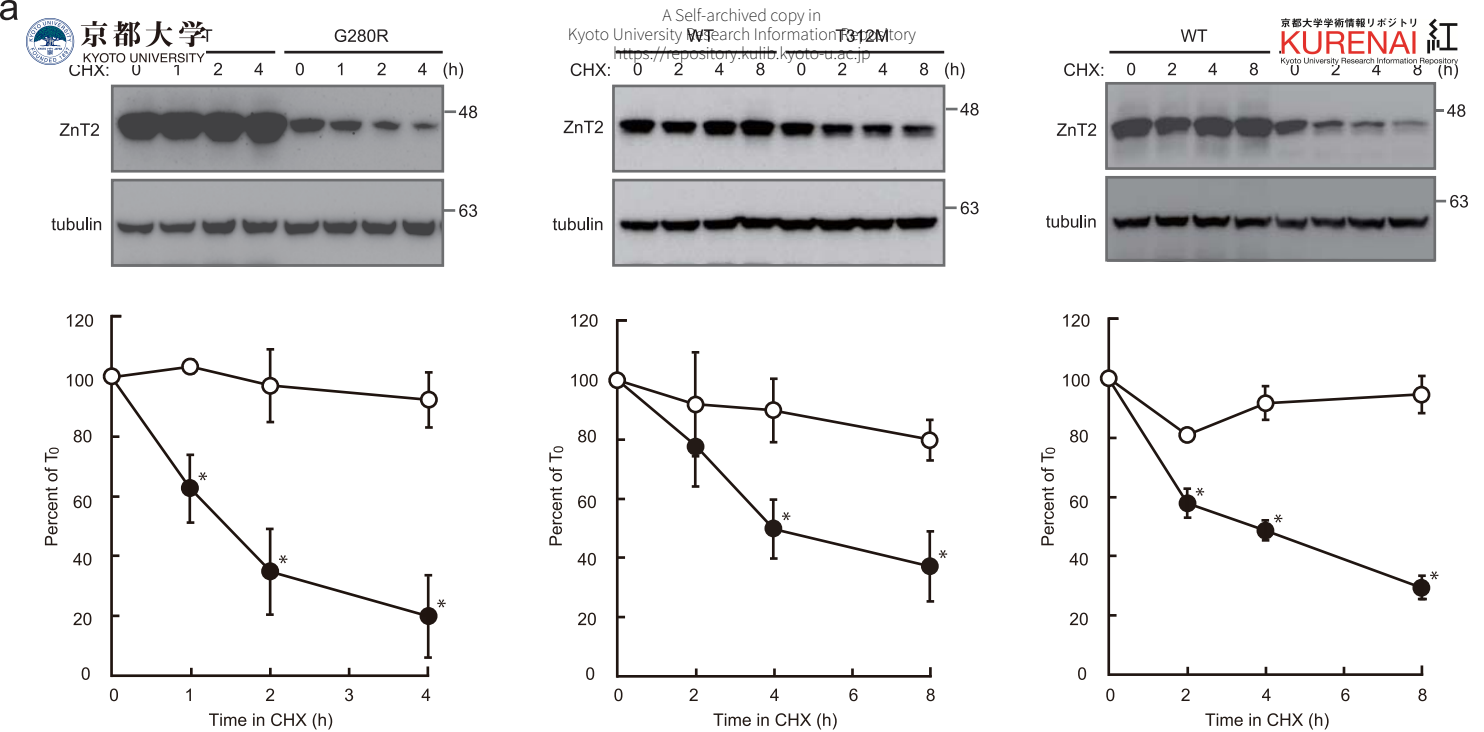 a
京都大学
KYOTO UNIVERSITY
KYOTO UNIVERSITY
FOUNDED 1897
A Self-archived copy in
Kyoto University Research Information Repository
https://repository.kulib.kyoto-u.ac.jp
京都大学学術情報リポジトリ
KURENAI 紅
Kyoto University Research Information Repository
T G280R
CHX: 0 1 2 4 0 1 2 4 (h)
ZnT2
48
tubulin
63
WT T312M
CHX: 0 2 4 8 0 2 4 8 (h)
ZnT2
48
tubulin
63
WT
CHX: 0 2 4 8 0 2 4 8 (h)
ZnT2
48
tubulin
63
120
100
80
60
40
20
0
Percent of T0
* * *
0 1 2 3 4
Time in CHX (h)
120
100
80
60
40
20
0
Percent of T0
* *
0 2 4 6 8
Time in CHX (h)
120
100
80
60
40
20
0
Percent of T0
* * *
0 2 4 6 8
Time in CHX (h)